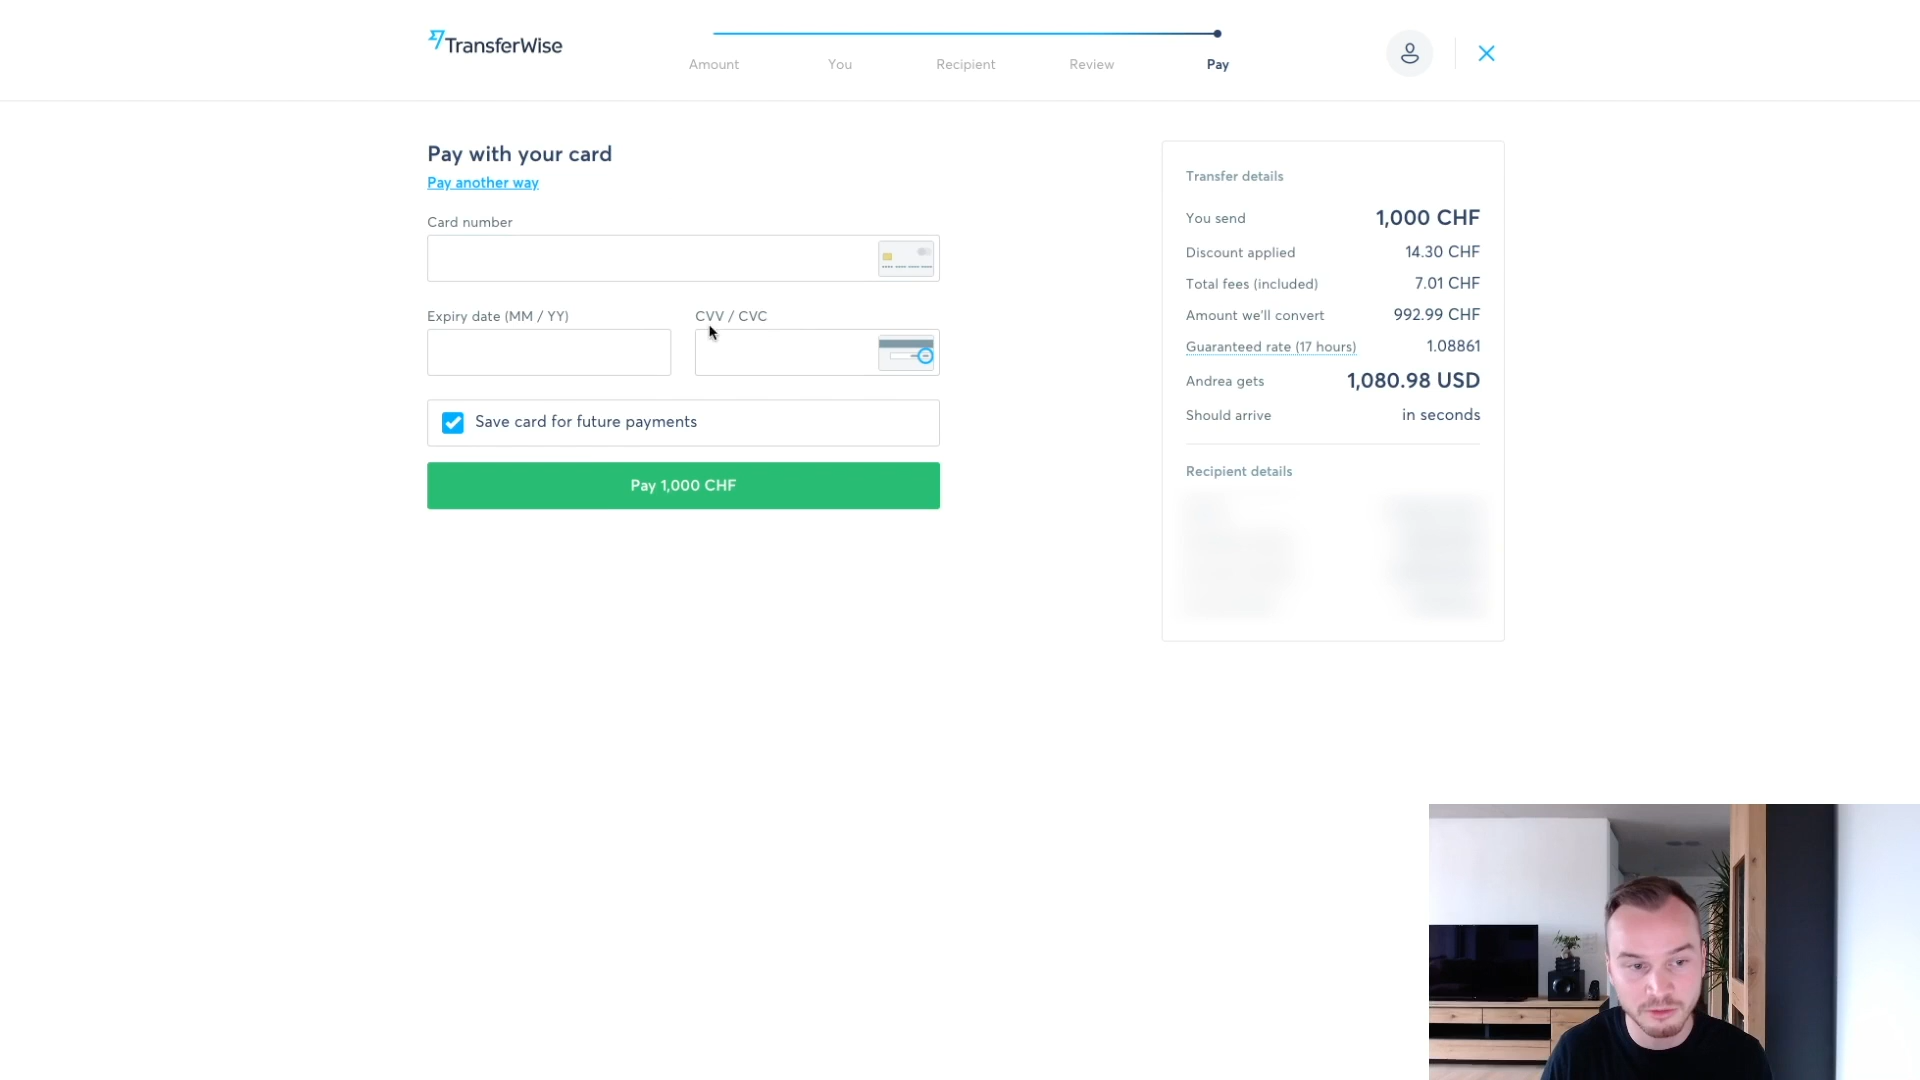 TransferWise
Amount
You
Recipient
Review
Pay
Pay with your card
Pay another way
Card number
Expiry date (MM / YY)
CVV / CVC
Save card for future payments
Pay 1,000 CHF
Transfer details
You send 1,000 CHF
Discount applied 14.30 CHF
Total fees (included) 7.01 CHF
Amount we'll convert 992.99 CHF
Guaranteed rate (17 hours) 1.08861
Andrea gets 1,080.98 USD
Should arrive in seconds
Recipient details